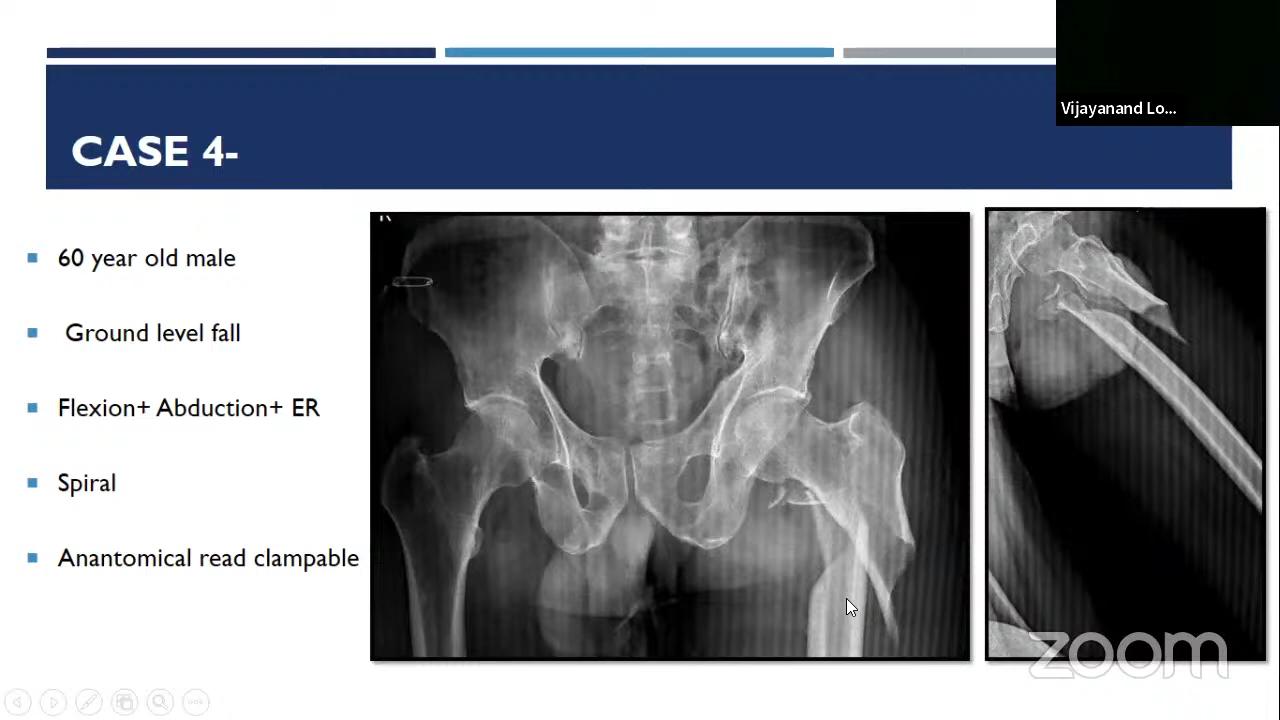 Vijayanand Lo...
CASE 4-
60 year old male
Ground level fall
Flexion+ Abduction+ ER
Spiral
Anantomical read clampable
zoom